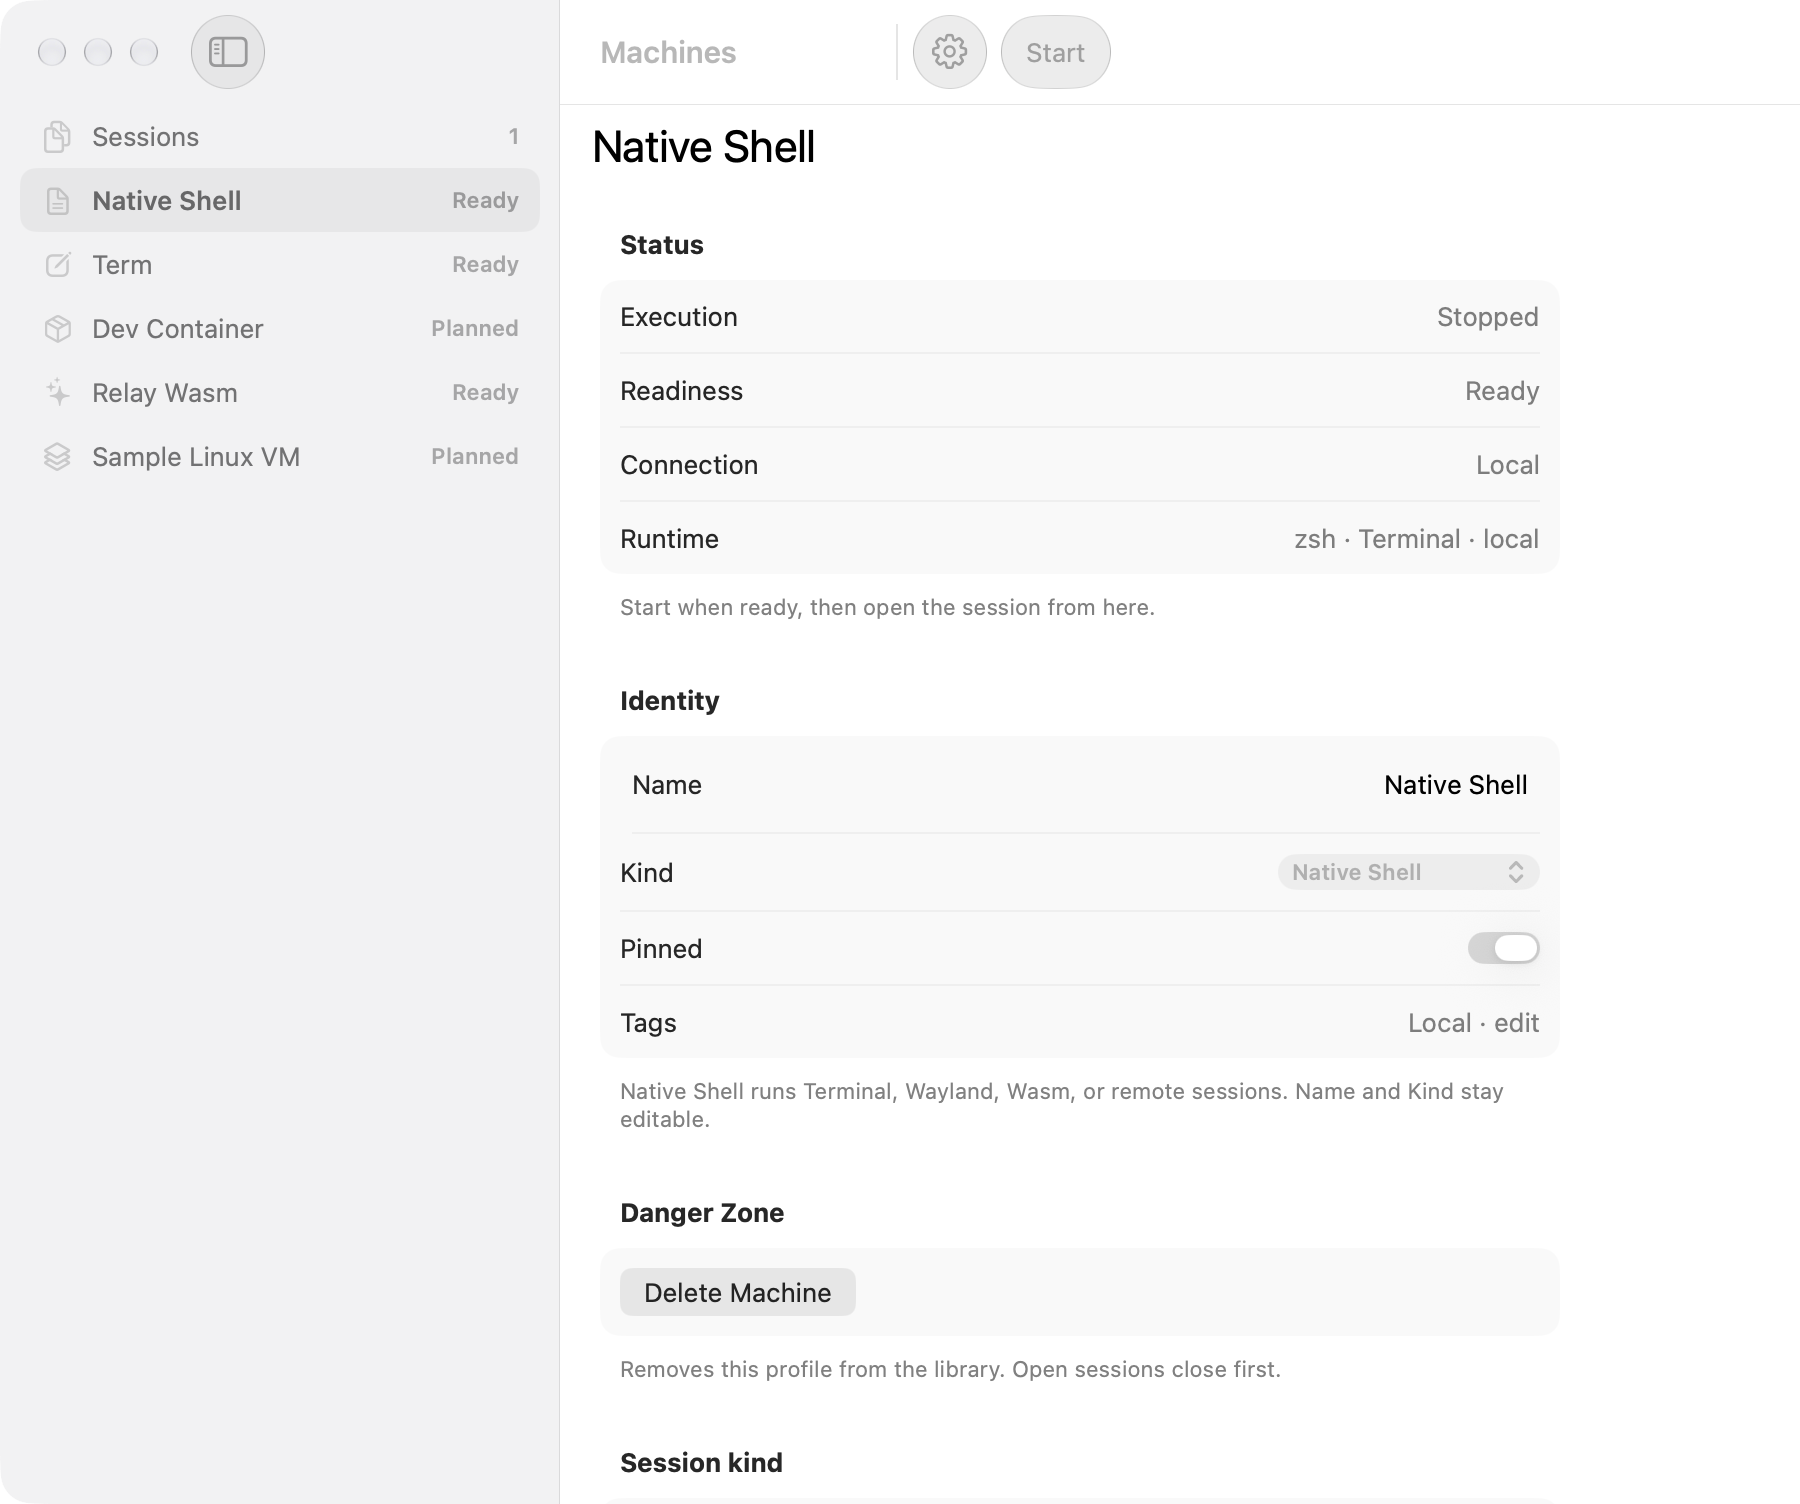 Machines
Start
Sessions 1
Native Shell Ready
Term Ready
Dev Container Planned
Relay Wasm Ready
Sample Linux VM Planned
Native Shell
Status
Execution Stopped
Readiness Ready
Connection Local
Runtime zsh · Terminal · local
Start when ready, then open the session from here.
Identity
Name Native Shell
Kind Native Shell
Pinned
Tags Local · edit
Native Shell runs Terminal, Wayland, Wasm, or remote sessions. Name and Kind stay
editable.
Danger Zone
Delete Machine
Removes this profile from the library. Open sessions close first.
Session kind